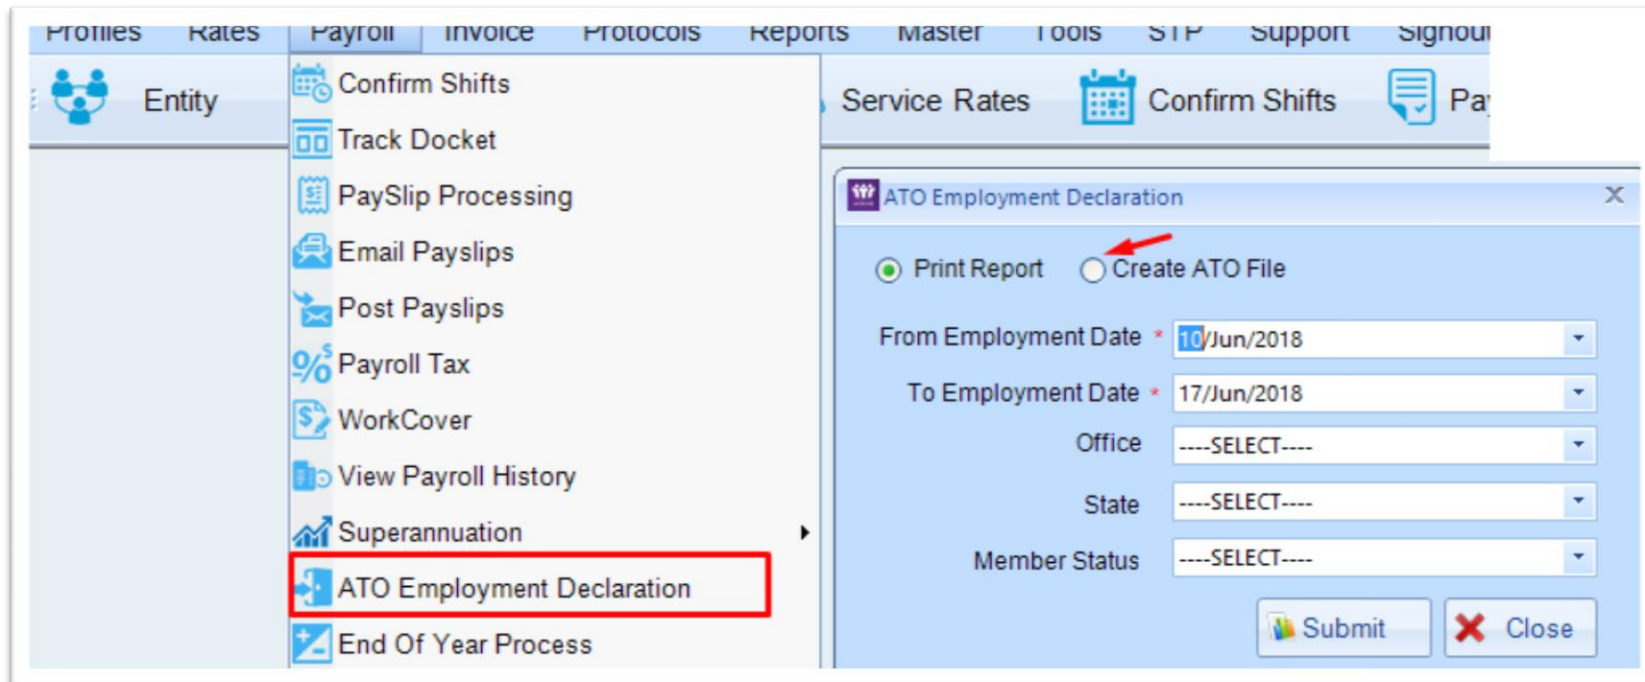 Profiles Rates Payroll Invoice Protocols Reports Master Tools STP Support Signout
Entity Service Rates Confirm Shifts Pay
Confirm Shifts
Track Docket
PaySlip Processing
Email Payslips
Post Payslips
Payroll Tax
WorkCover
View Payroll History
Superannuation
ATO Employment Declaration
End Of Year Process
ATO Employment Declaration
Print Report Create ATO File
From Employment Date * 10/Jun/2018
To Employment Date * 17/Jun/2018
Office ----SELECT----
State ----SELECT----
Member Status ----SELECT----
Submit Close